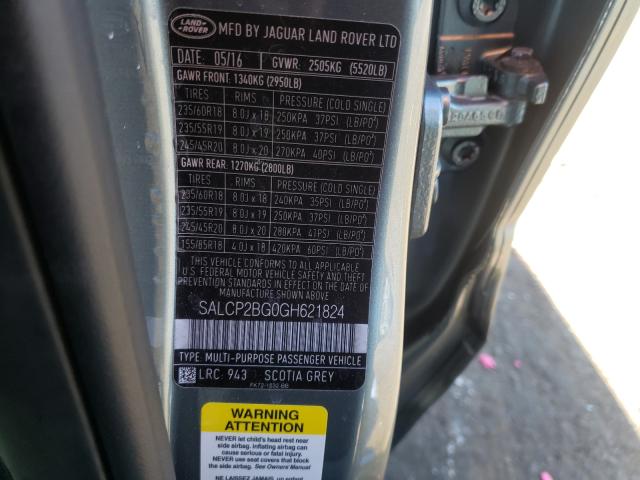 LAND ROVER
MFD BY JAGUAR LAND ROVER LTD
DATE 05/16 GVWR: 2505KG (5520LB)
GAWR FRONT: 1340KG (2950LB)
TIRES RIMS PRESSURE (COLD SINGLE)
235/60R18 8.0J x 18 250KPA 37PSI (LB/PO²)
235/55R19 8.0J x 19 250KPA 37PSI (LB/PO²)
245/45R20 8.0J x 20 270KPA 40PSI (LB/PO²)
GAWR REAR: 1270KG (2800LB)
TIRES RIMS PRESSURE (COLD SINGLE)
235/60R18 8.0J x 18 240KPA 35PSI (LB/PO²)
235/55R19 8.0J x 19 250KPA 37PSI (LB/PO²)
245/45R20 8.0J x 20 280KPA 41PSI (LB/PO²)
155/85R18 4.0J x 18 420KPA 60PSI (LB/PO²)
THIS VEHICLE CONFORMS TO ALL APPLICABLE
U.S. FEDERAL MOTOR VEHICLE SAFETY AND THEFT
PREVENTION STANDARDS IN EFFECT ON THE DATE OF
MANUFACTURE SHOWN ABOVE.
SALCP2BG0GH621824
TYPE: MULTI-PURPOSE PASSENGER VEHICLE
LRC: 943 SCOTIA GREY
WARNING
ATTENTION
NEVER let child's head rest near
side airbag. Inflating airbag can
cause serious or fatal injury.
NEVER use seat covers that block
the side airbag. See Owners' Manual
NE LAISSEZ JAMAIS, un enfant